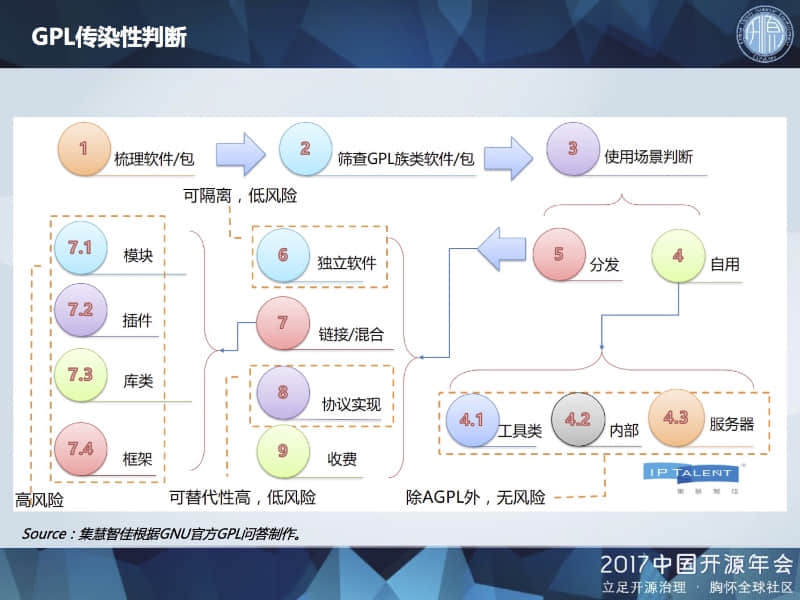 GPL传染性判断
1
梳理软件/包
2
筛查GPL族类软件/包
3
使用场景判断
可隔离，低风险
7.1
模块
6
独立软件
5
分发
4
自用
7.2
插件
7
链接/混合
7.3
库类
8
协议实现
4.1
工具类
4.2
内部
4.3
服务器
7.4
框架
9
收费
IP TALENT
集慧智佳
高风险
可替代性高，低风险
除AGPL外，无风险
Source：集慧智佳根据GNU官方GPL问答制作。
2017中国开源年会
立足开源治理 · 胸怀全球社区